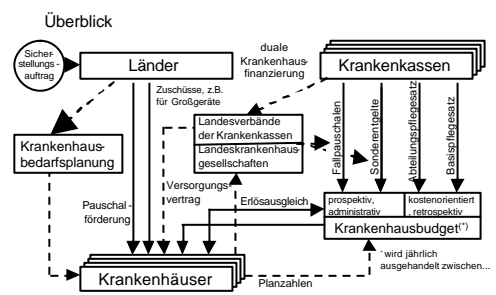 Überblick
Sicher-
stellungs-
auftrag
Länder
duale
Krankenhaus-
finanzierung
Krankenkassen
Zuschüsse, z.B.
für Großgeräte
Krankenhaus-
bedarfsplanung
Landesverbände
der Krankenkassen
Landeskrankenhaus-
gesellschaften
Fallpauschalen
Sonderentgelte
Abteilungspflegesatz
Basispflegesatz
Pauschal-
förderung
Versorgungs-
vertrag
Erlösausgleich
prospektiv,
administrativ
kostenorientiert
, retrospektiv
Krankenhausbudget(*)
Krankenhäuser
Planzahlen
*wird jährlich
ausgehandelt zwischen...